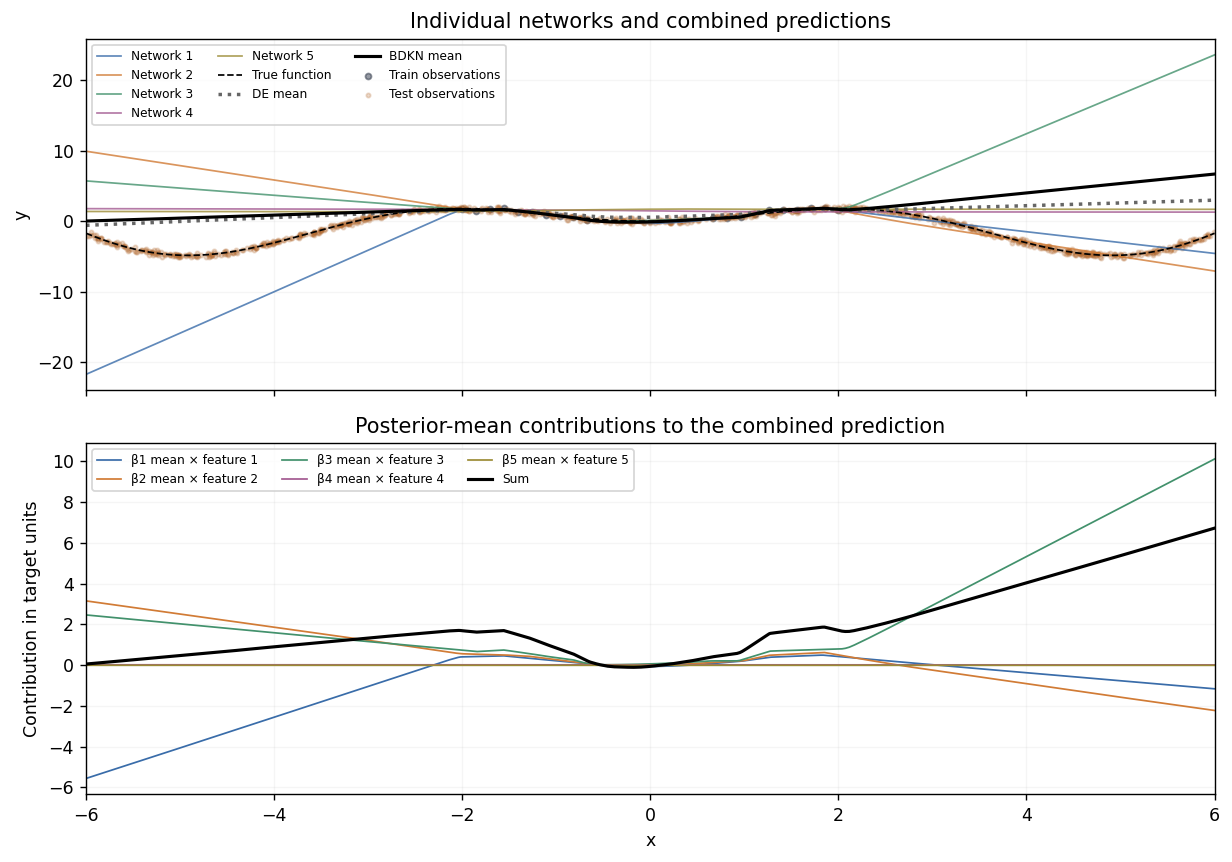 Individual networks and combined predictions
Network 1
Network 2
Network 3
Network 4
Network 5
True function
DE mean
BDKN mean
Train observations
Test observations
20
10
0
−10
−20
y
Posterior-mean contributions to the combined prediction
β1 mean × feature 1
β2 mean × feature 2
β3 mean × feature 3
β4 mean × feature 4
β5 mean × feature 5
Sum
10
8
6
4
2
0
−2
−4
−6
Contribution in target units
−6
−4
−2
0
2
4
6
x